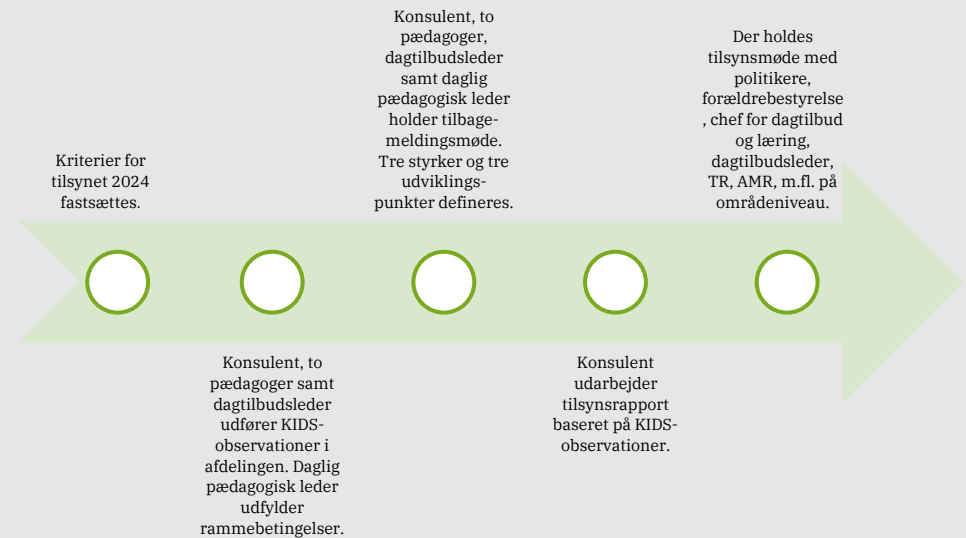 Kriterier for
tilsynet 2024
fastsættes.
Konsulent, to
pædagoger samt
dagtilbudsleder
udfører KIDS-
observationer i
afdelingen. Daglig
pædagogisk leder
udfylder
rammebetingelser.
Konsulent, to
pædagoger,
dagtilbudsleder
samt daglig
pædagogisk leder
holder tilbage-
meldingsmøde.
Tre styrker og tre
udviklings-
punkter defineres.
Konsulent
udarbejder
tilsynsrapport
baseret på KIDS-
observationer.
Der holdes
tilsynsmøde med
politikere,
forældrebestyrelse
, chef for dagtilbud
og læring,
dagtilbudsleder,
TR, AMR, m.fl. på
områdeniveau.